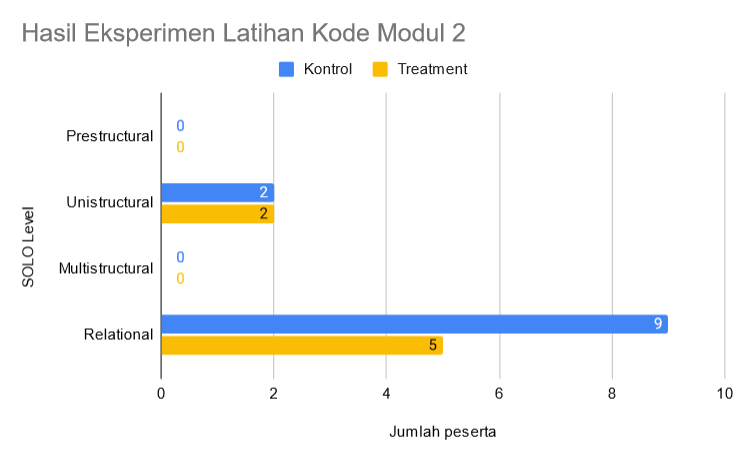 Hasil Eksperimen Latihan Kode Modul 2
Kontrol
Treatment
SOLO Level
Prestructural
0
0
Unistructural
2
2
Multistructural
0
0
Relational
9
5
0
2
4
6
8
10
Jumlah peserta